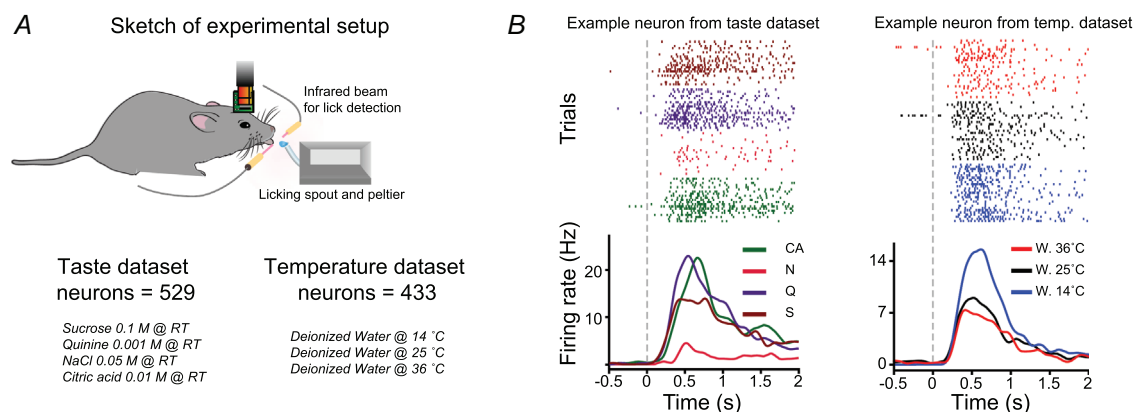 A
Sketch of experimental setup
Infrared beam
for lick detection
Licking spout and peltier
Taste dataset
neurons = 529
Sucrose 0.1 M @ RT
Quinine 0.001 M @ RT
NaCl 0.05 M @ RT
Citric acid 0.01 M @ RT
Temperature dataset
neurons = 433
Deionized Water @ 14 ˚C
Deionized Water @ 25 ˚C
Deionized Water @ 36 ˚C
B
Example neuron from taste dataset
Trials
Firing rate (Hz)
20
10
CA
N
Q
S
-0.5 0 0.5 1 1.5 2
Time (s)
Example neuron from temp. dataset
14
7
0
W. 36˚C
W. 25˚C
W. 14˚C
-0.5 0 0.5 1 1.5 2
Time (s)